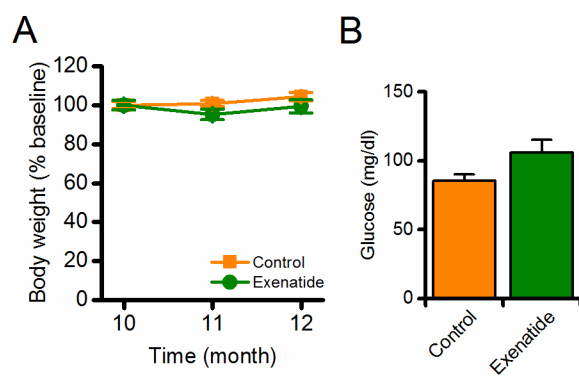 A
Body weight (% baseline)
120
100
80
60
40
20
0
Control
Exenatide
10
11
12
Time (month)
B
Glucose (mg/dl)
150
100
50
0
Control
Exenatide